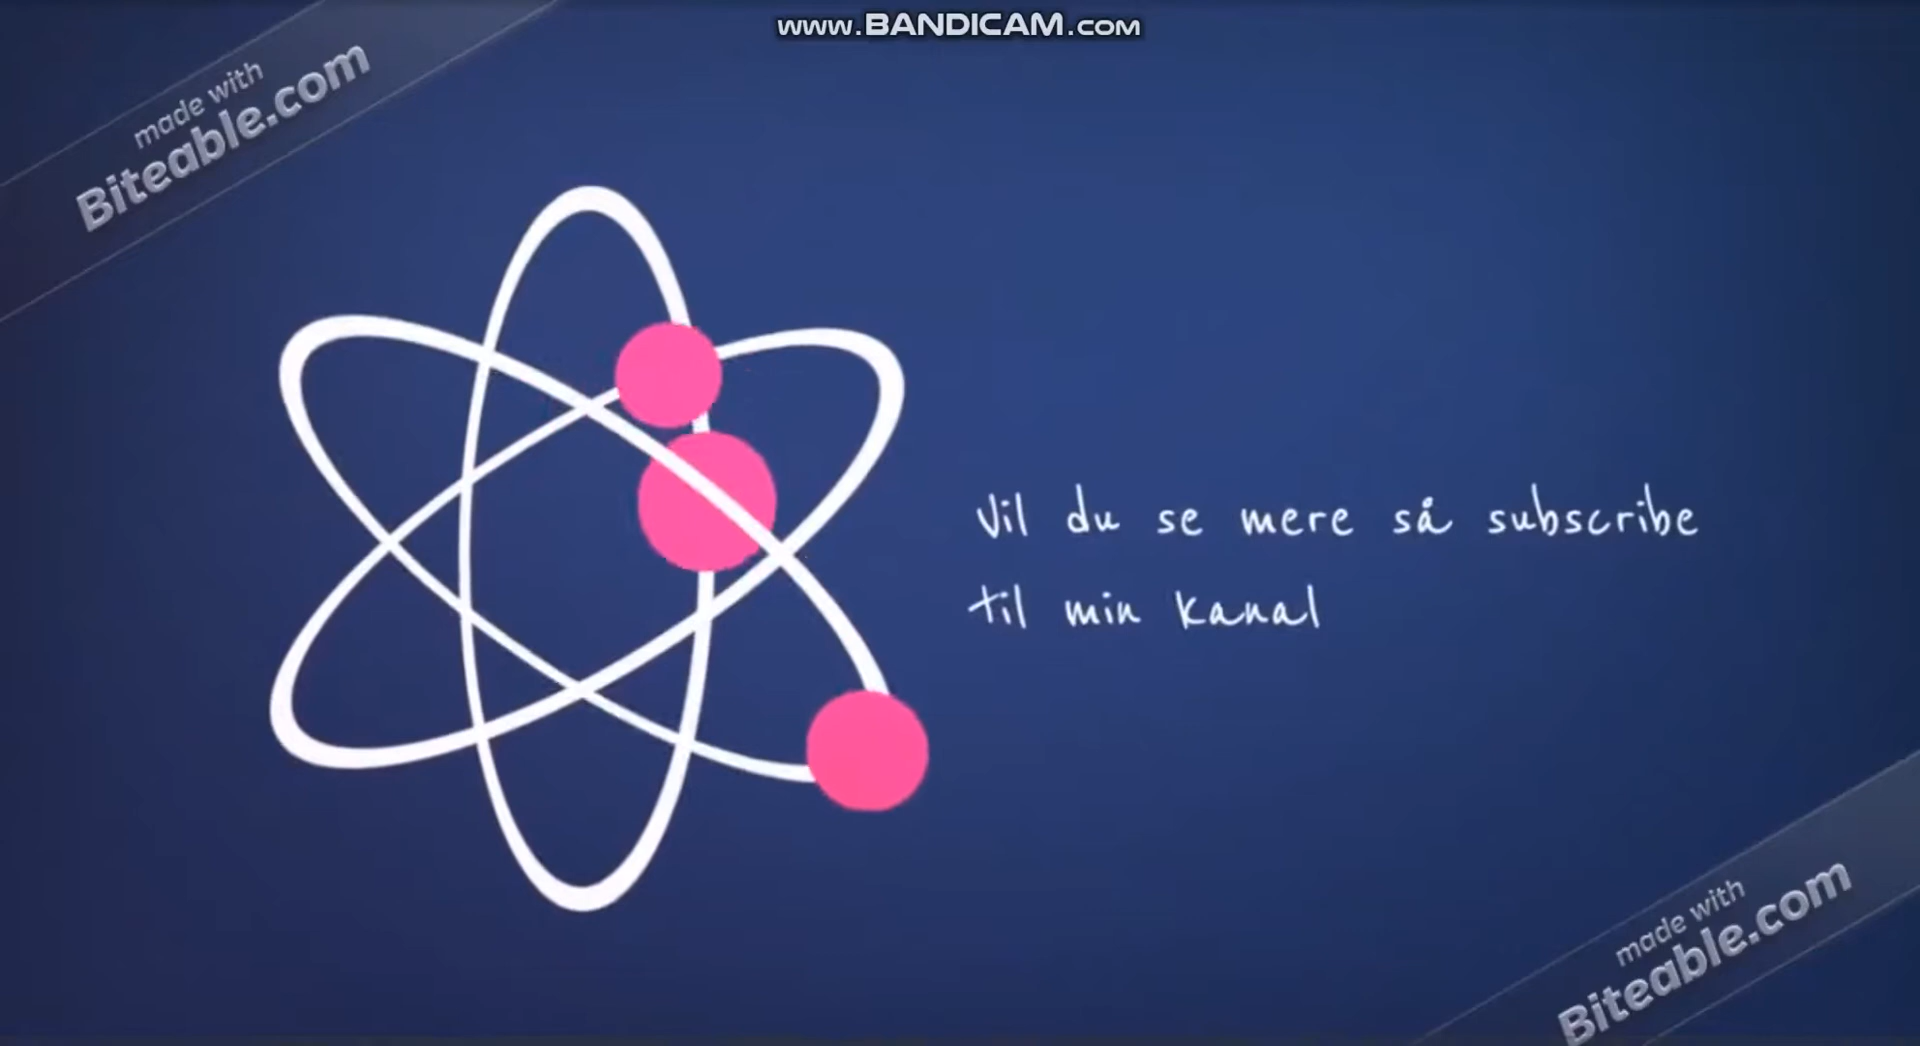 www.BANDICAM.com
made with
Biteable.com
Vil du se mere så subscribe
til min kanal
made with
Biteable.com